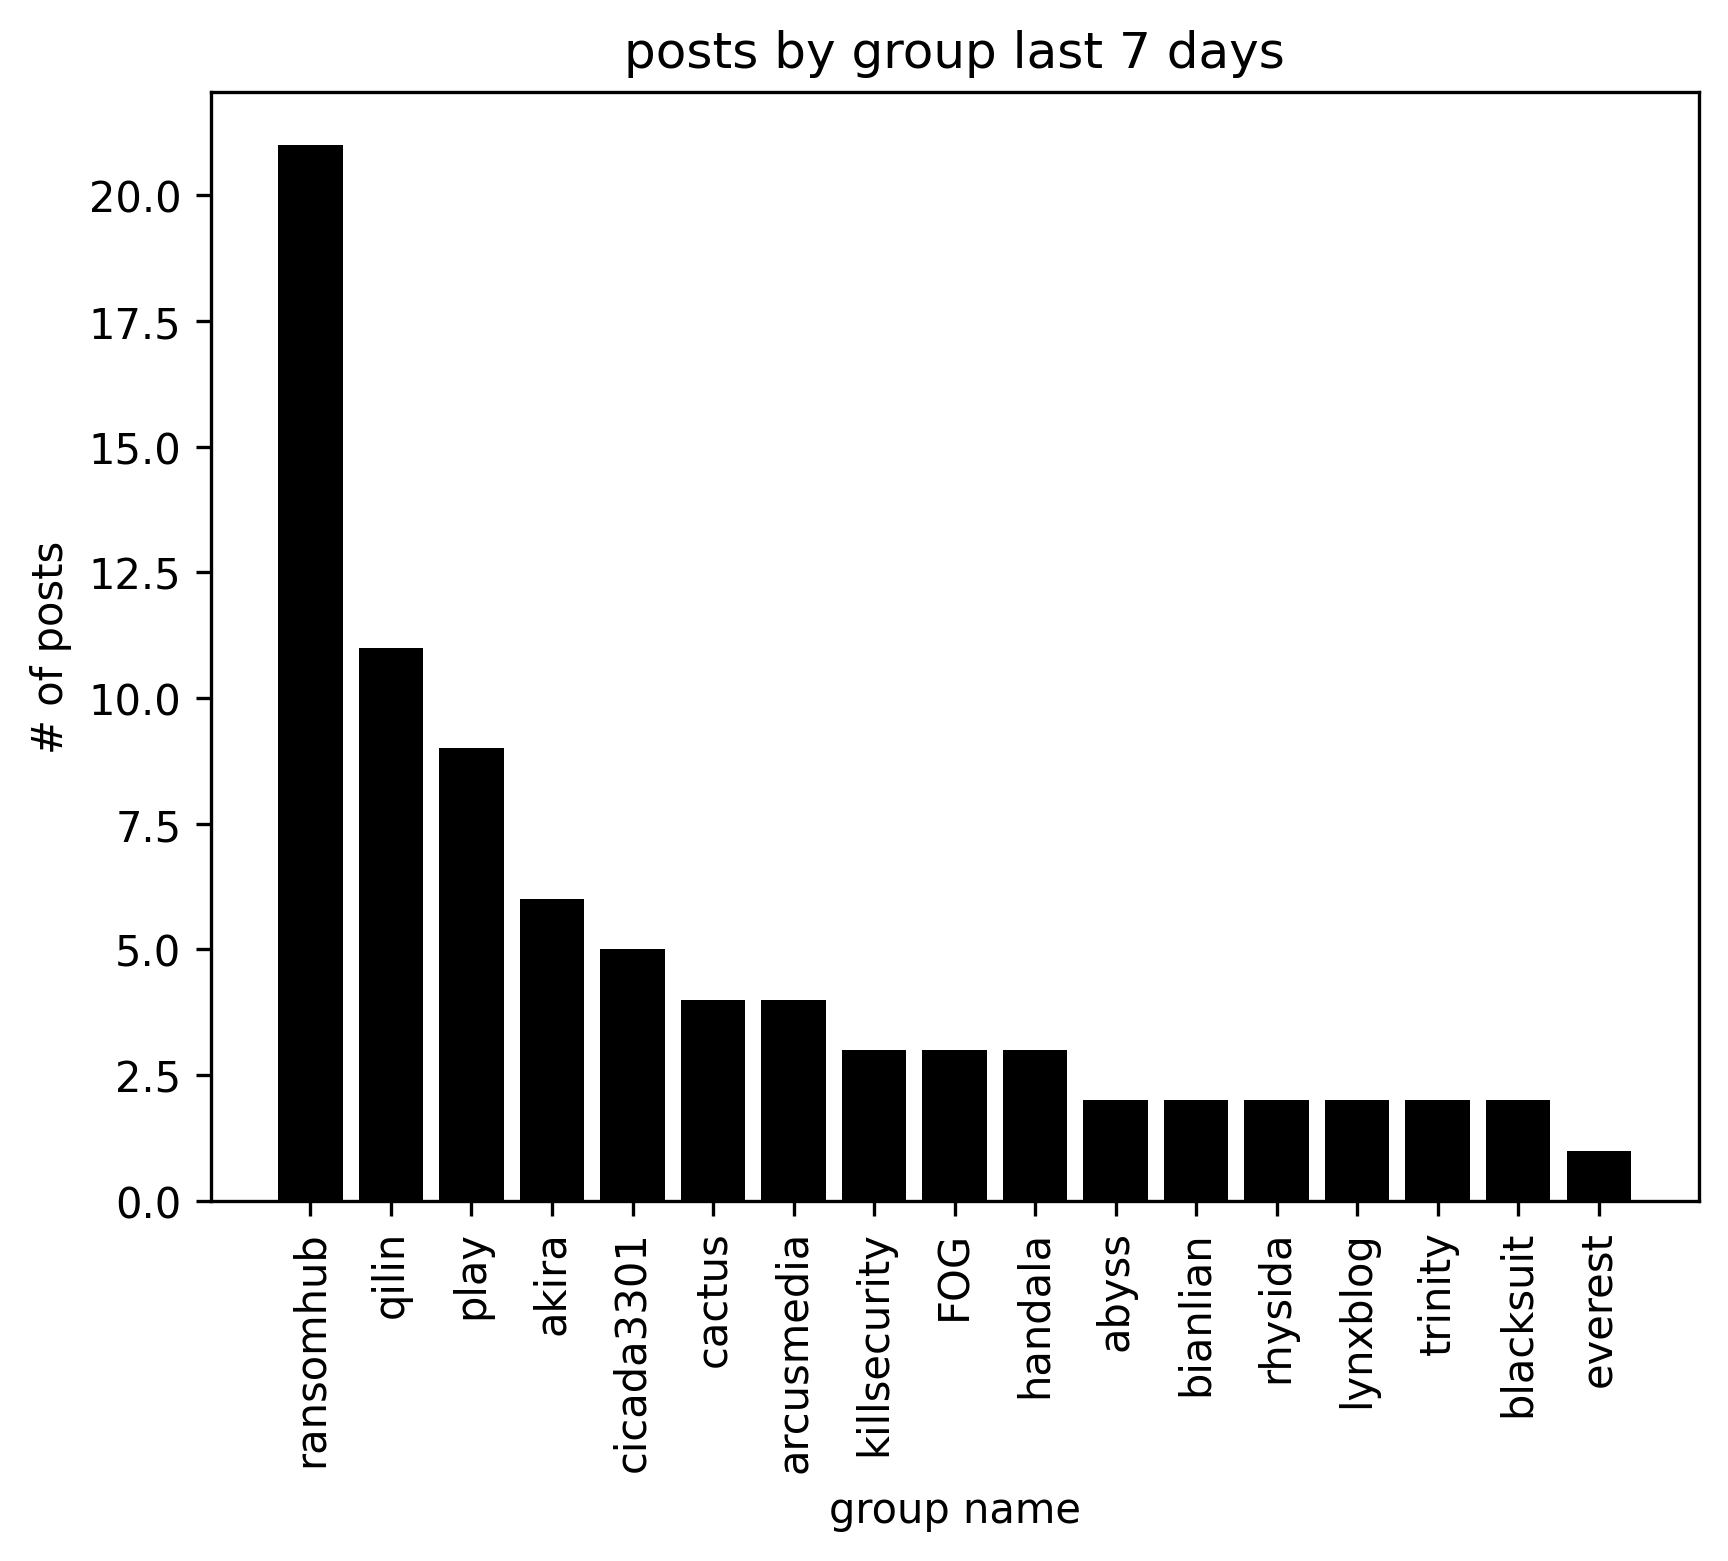 posts by group last 7 days
# of posts
20.0
17.5
15.0
12.5
10.0
7.5
5.0
2.5
0.0
ransomhub
qilin
play
akira
cicada3301
cactus
arcusmedia
killsecurity
FOG
handala
abyss
bianlian
rhysida
lynxblog
trinity
blacksuit
everest
group name